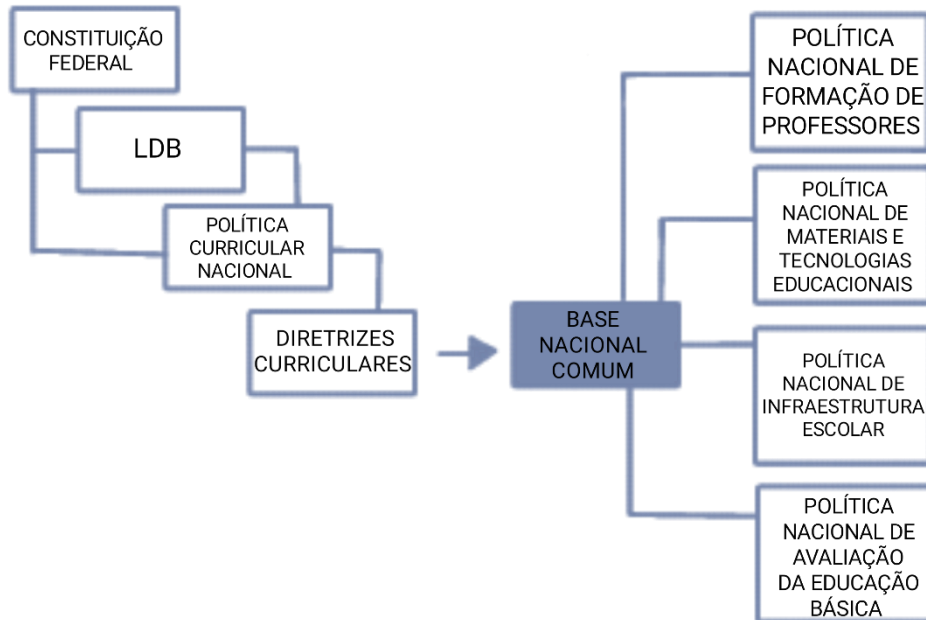 CONSTITUIÇÃO
FEDERAL
LDB
POLÍTICA
CURRICULAR
NACIONAL
DIRETRIZES
CURRICULARES
BASE
NACIONAL
COMUM
POLÍTICA
NACIONAL DE
FORMAÇÃO DE
PROFESSORES
POLÍTICA
NACIONAL DE
MATERIAIS E
TECNOLOGIAS
EDUCACIONAIS
POLÍTICA
NACIONAL DE
INFRAESTRUTURA
ESCOLAR
POLÍTICA
NACIONAL DE
AVALIAÇÃO
DA EDUCAÇÃO
BÁSICA